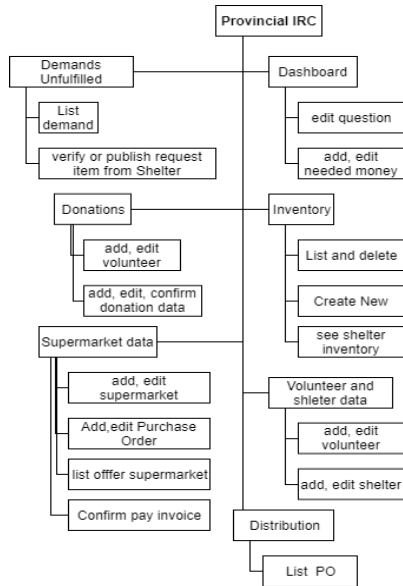 Provincial IRC
Demands
Unfulfilled
List
demand
verify or publish request
item from Shelter
Donations
add, edit
volunteer
add, edit, confirm
donation data
Supermarket data
add, edit
supermarket
Add,edit Purchase
Order
list offfer supermarket
Confirm pay invoice
Dashboard
edit question
add, edit
needed money
Inventory
List and delete
Create New
see shelter
inventory
Volunteer and
shleter data
add, edit
volunteer
add, edit shelter
Distribution
List PO